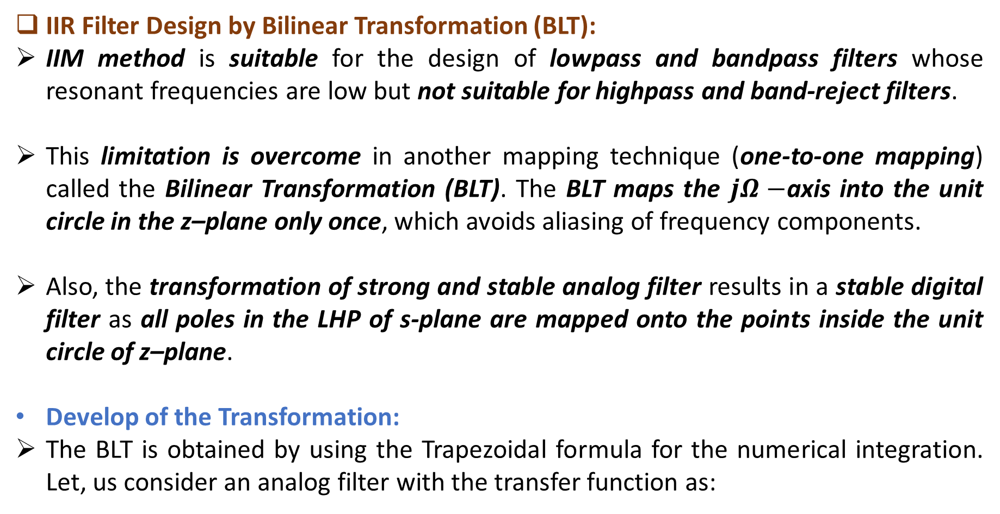 ❑ IIR Filter Design by Bilinear Transformation (BLT):
➢ IIM method is suitable for the design of lowpass and bandpass filters whose
resonant frequencies are low but not suitable for highpass and band-reject filters.
➢ This limitation is overcome in another mapping technique (one-to-one mapping)
called the Bilinear Transformation (BLT). The BLT maps the jΩ −axis into the unit
circle in the z–plane only once, which avoids aliasing of frequency components.
➢ Also, the transformation of strong and stable analog filter results in a stable digital
filter as all poles in the LHP of s-plane are mapped onto the points inside the unit
circle of z–plane.
• Develop of the Transformation:
➢ The BLT is obtained by using the Trapezoidal formula for the numerical integration.
Let, us consider an analog filter with the transfer function as: